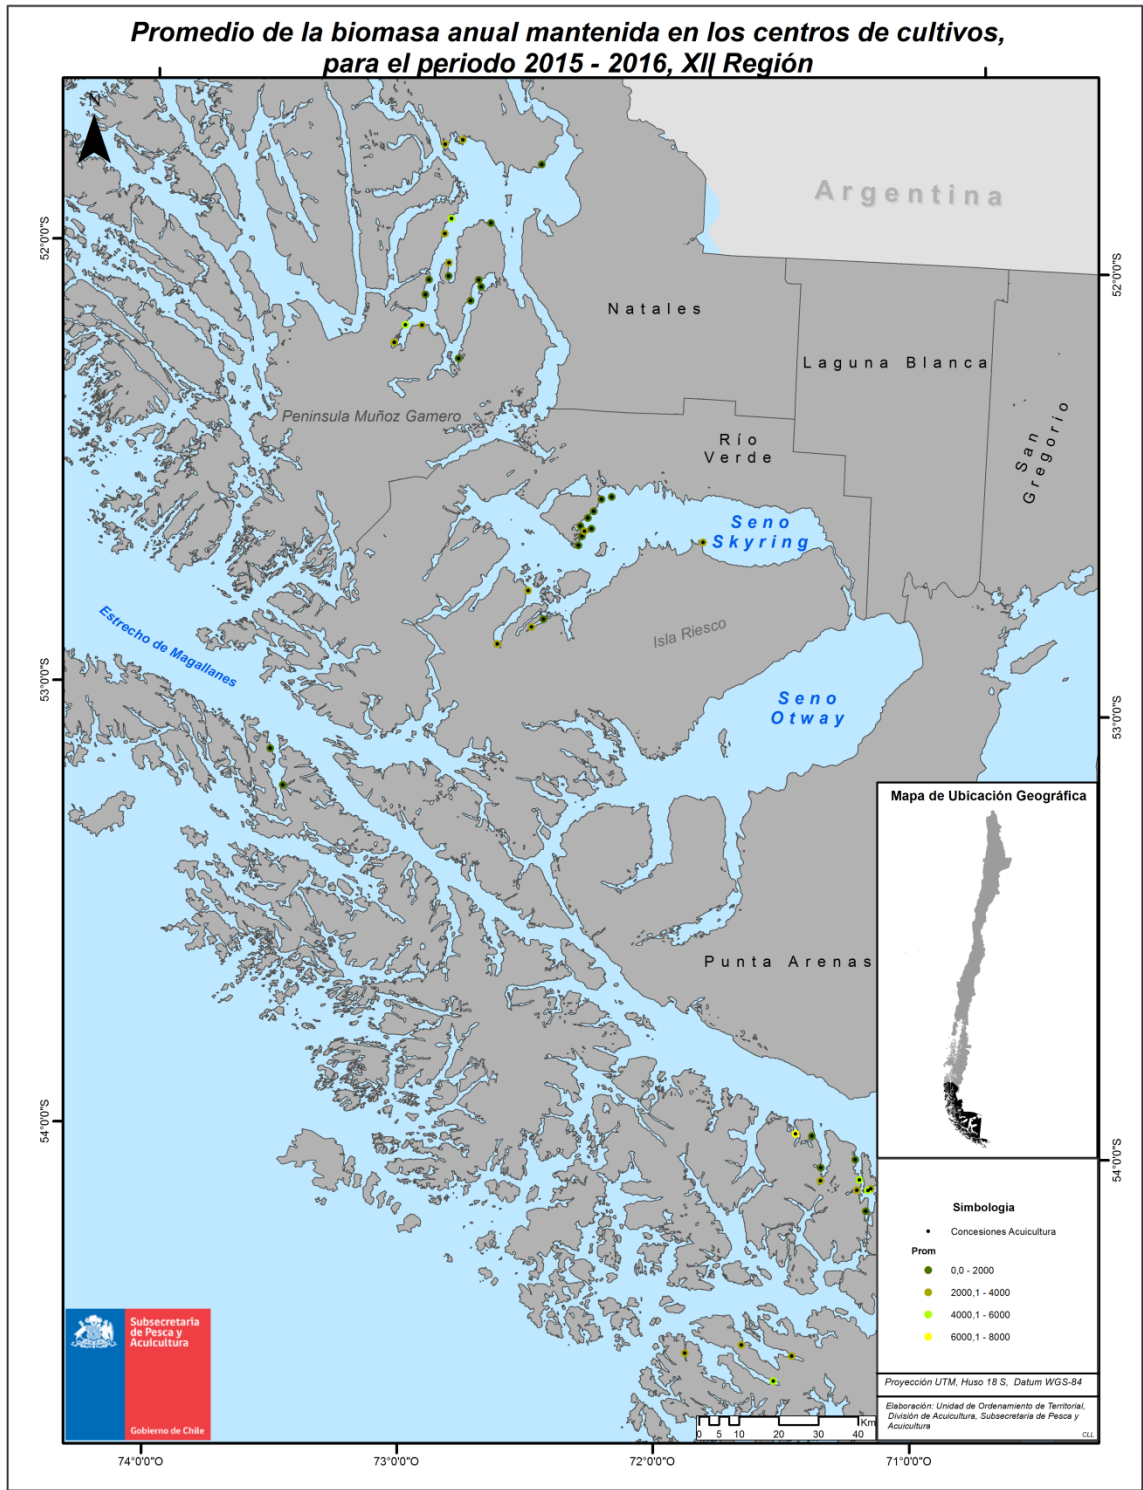 Promedio de la biomasa anual mantenida en los centros de cultivos,
para el periodo 2015 - 2016, XII Región
N
Argentina
52°0'0"S
52°0'0"S
Natales
Laguna Blanca
San
Gregorio
Peninsula Muñoz Gamero
Río
Verde
Seno
Skyring
Estrecho de Magallanes
Isla Riesco
53°0'0"S
53°0'0"S
Seno
Otway
Punta Arenas
Mapa de Ubicación Geográfica
54°0'0"S
54°0'0"S
Simbología
Concesiones Acuicultura
Prom
0,0 - 2000
2000,1 - 4000
4000,1 - 6000
6000,1 - 8000
Subsecretaría
de Pesca y
Acuicultura
Gobierno de Chile
Proyección UTM, Huso 18 S, Datum WGS-84
Elaboración: Unidad de Ordenamiento de Territorial,
División de Acuicultura, Subsecretaria de Pesca y
Acuicultura
CLL
Km
0 5 10 20 30 40
74°0'0"O
73°0'0"O
72°0'0"O
71°0'0"O